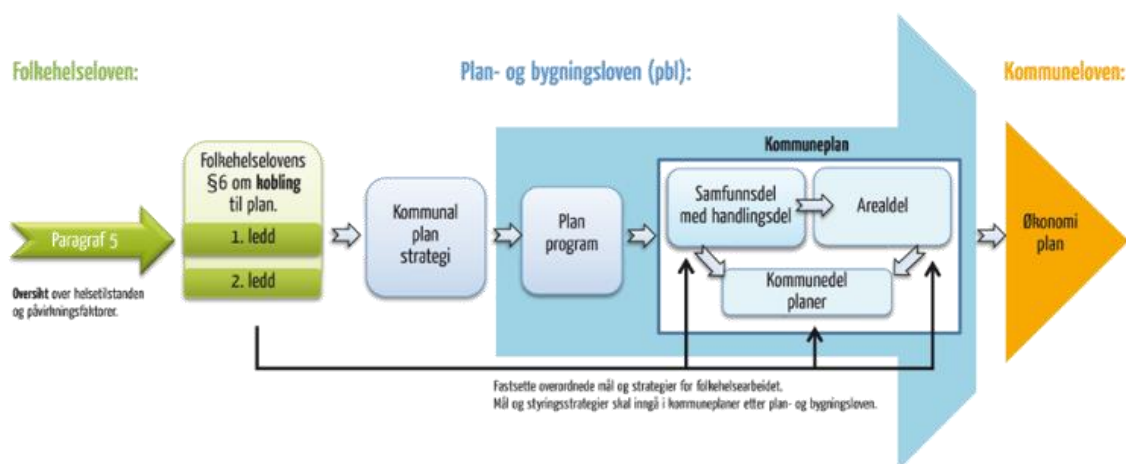 Folkehelseloven:
Plan- og bygningsloven (pbl):
Kommuneloven:
Paragraf 5
Oversikt over helsetilstanden
og påvirkningsfaktorer.
Folkehelselovens
§6 om kobling
til plan.
1. ledd
2. ledd
Kommunal
plan
strategi
Plan
program
Kommuneplan
Samfunnsdel
med handlingsdel
Arealdel
Kommunedel
planer
Økonomi
plan
Fastsette overordnede mål og strategier for folkehelsearbeidet.
Mål og styringsstrategier skal inngå i kommuneplaner etter plan- og bygningsloven.